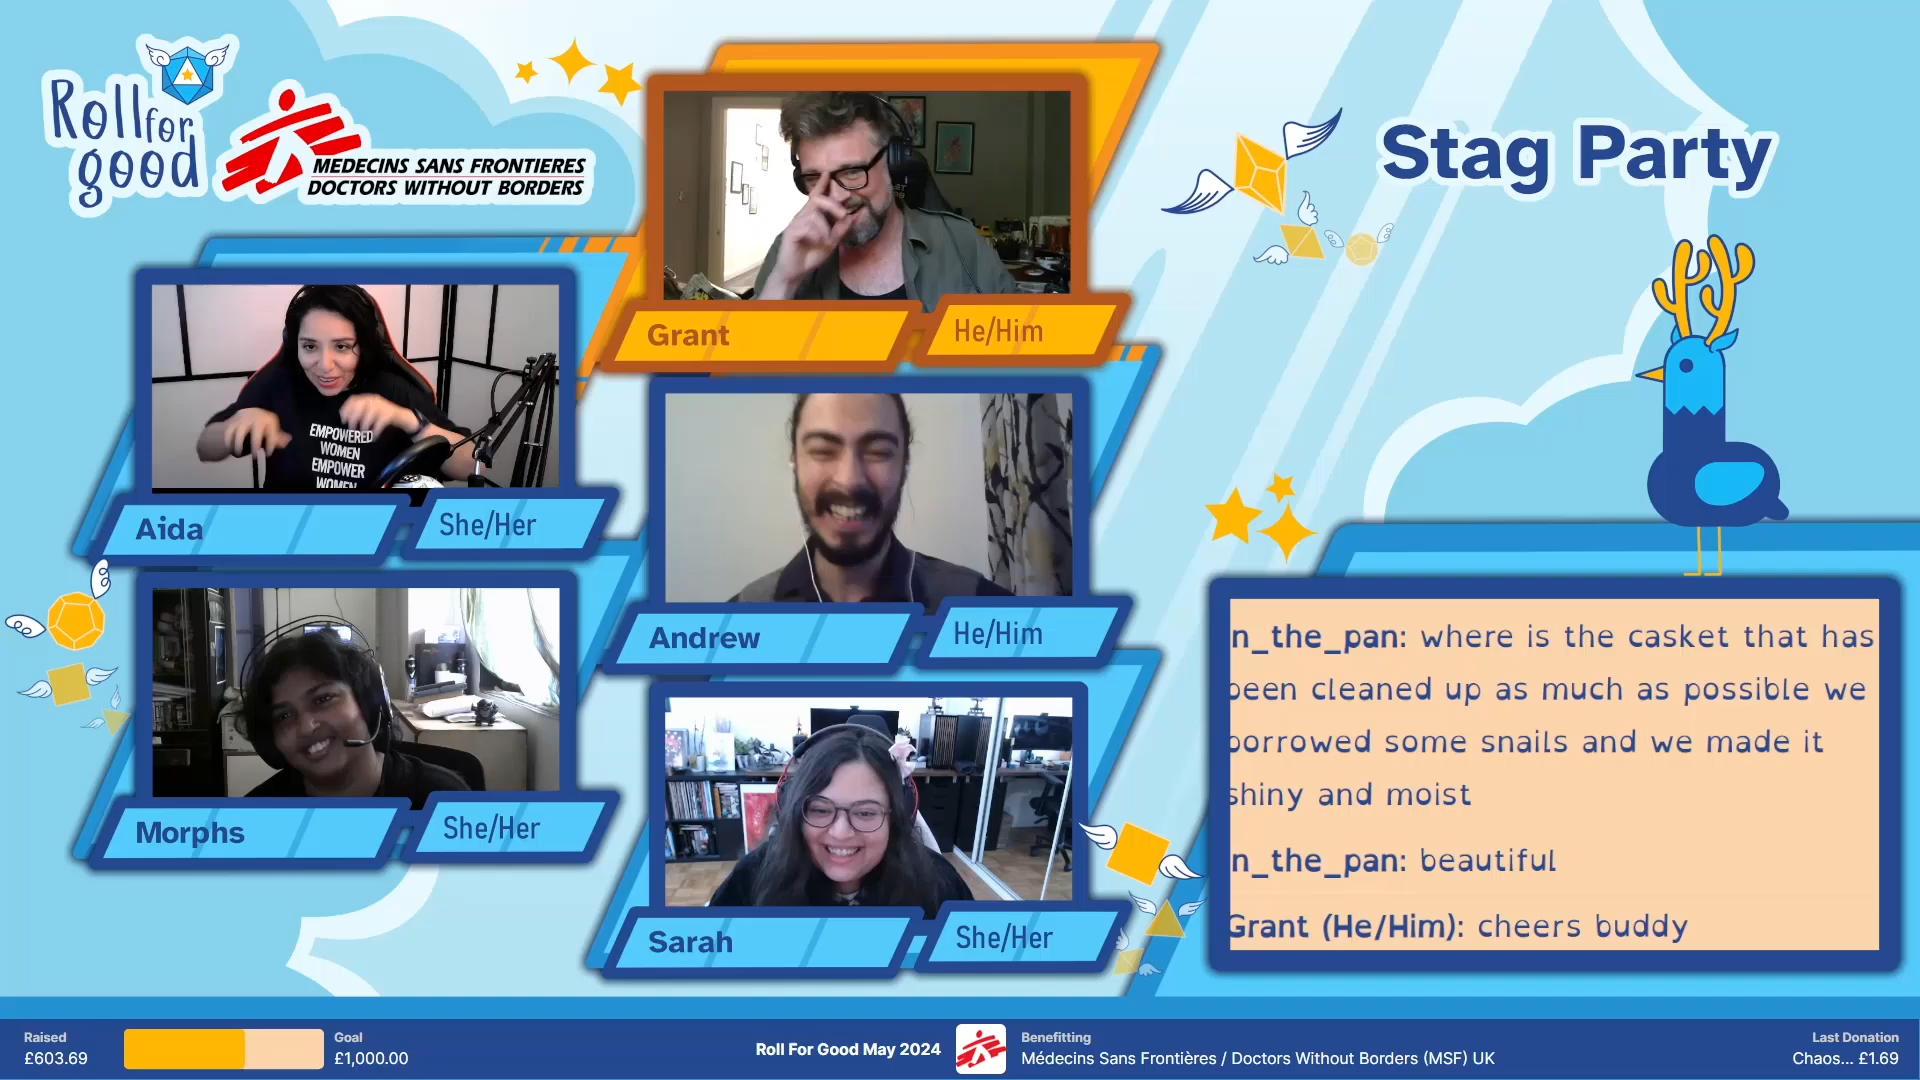 Roll for
good
MEDECINS SANS FRONTIERES
DOCTORS WITHOUT BORDERS
Stag Party
Grant
He/Him
EMPOWERED
WOMEN
EMPOWER
WOMEN
Aida
She/Her
Andrew
He/Him
Morphs
She/Her
Sarah
She/Her
n_the_pan: where is the casket that has
been cleaned up as much as possible we
borrowed some snails and we made it
shiny and moist
n_the_pan: beautiful
Grant (He/Him): cheers buddy
Raised
£603.69
Goal
£1,000.00
Roll For Good May 2024
Benefitting
Médecins Sans Frontières / Doctors Without Borders (MSF) UK
Last Donation
Chaos... £1.69